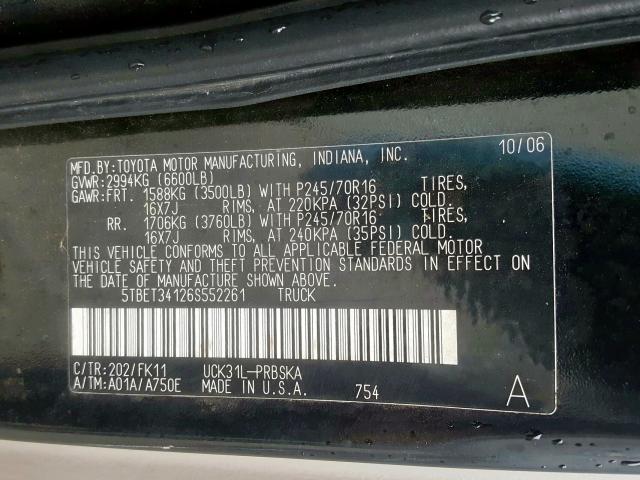 MFD.BY:TOYOTA MOTOR MANUFACTURING, INDIANA, INC. 10/06
GVWR:2994KG (6600LB)
GAWR:FRT. 1588KG (3500LB) WITH P245/70R16 TIRES,
16X7J RIMS, AT 220KPA (32PSI) COLD.
RR. 1706KG (3760LB) WITH P245/70R16 TIRES,
16X7J RIMS, AT 240KPA (35PSI) COLD.
THIS VEHICLE CONFORMS TO ALL APPLICABLE FEDERAL MOTOR
VEHICLE SAFETY AND THEFT PREVENTION STANDARDS IN EFFECT ON
THE DATE OF MANUFACTURE SHOWN ABOVE.
5TBET34126S552261 TRUCK
C/TR:202/FK11 UCK31L-PRBSKA
A/TM:A01A/A750E MADE IN U.S.A. 754 A